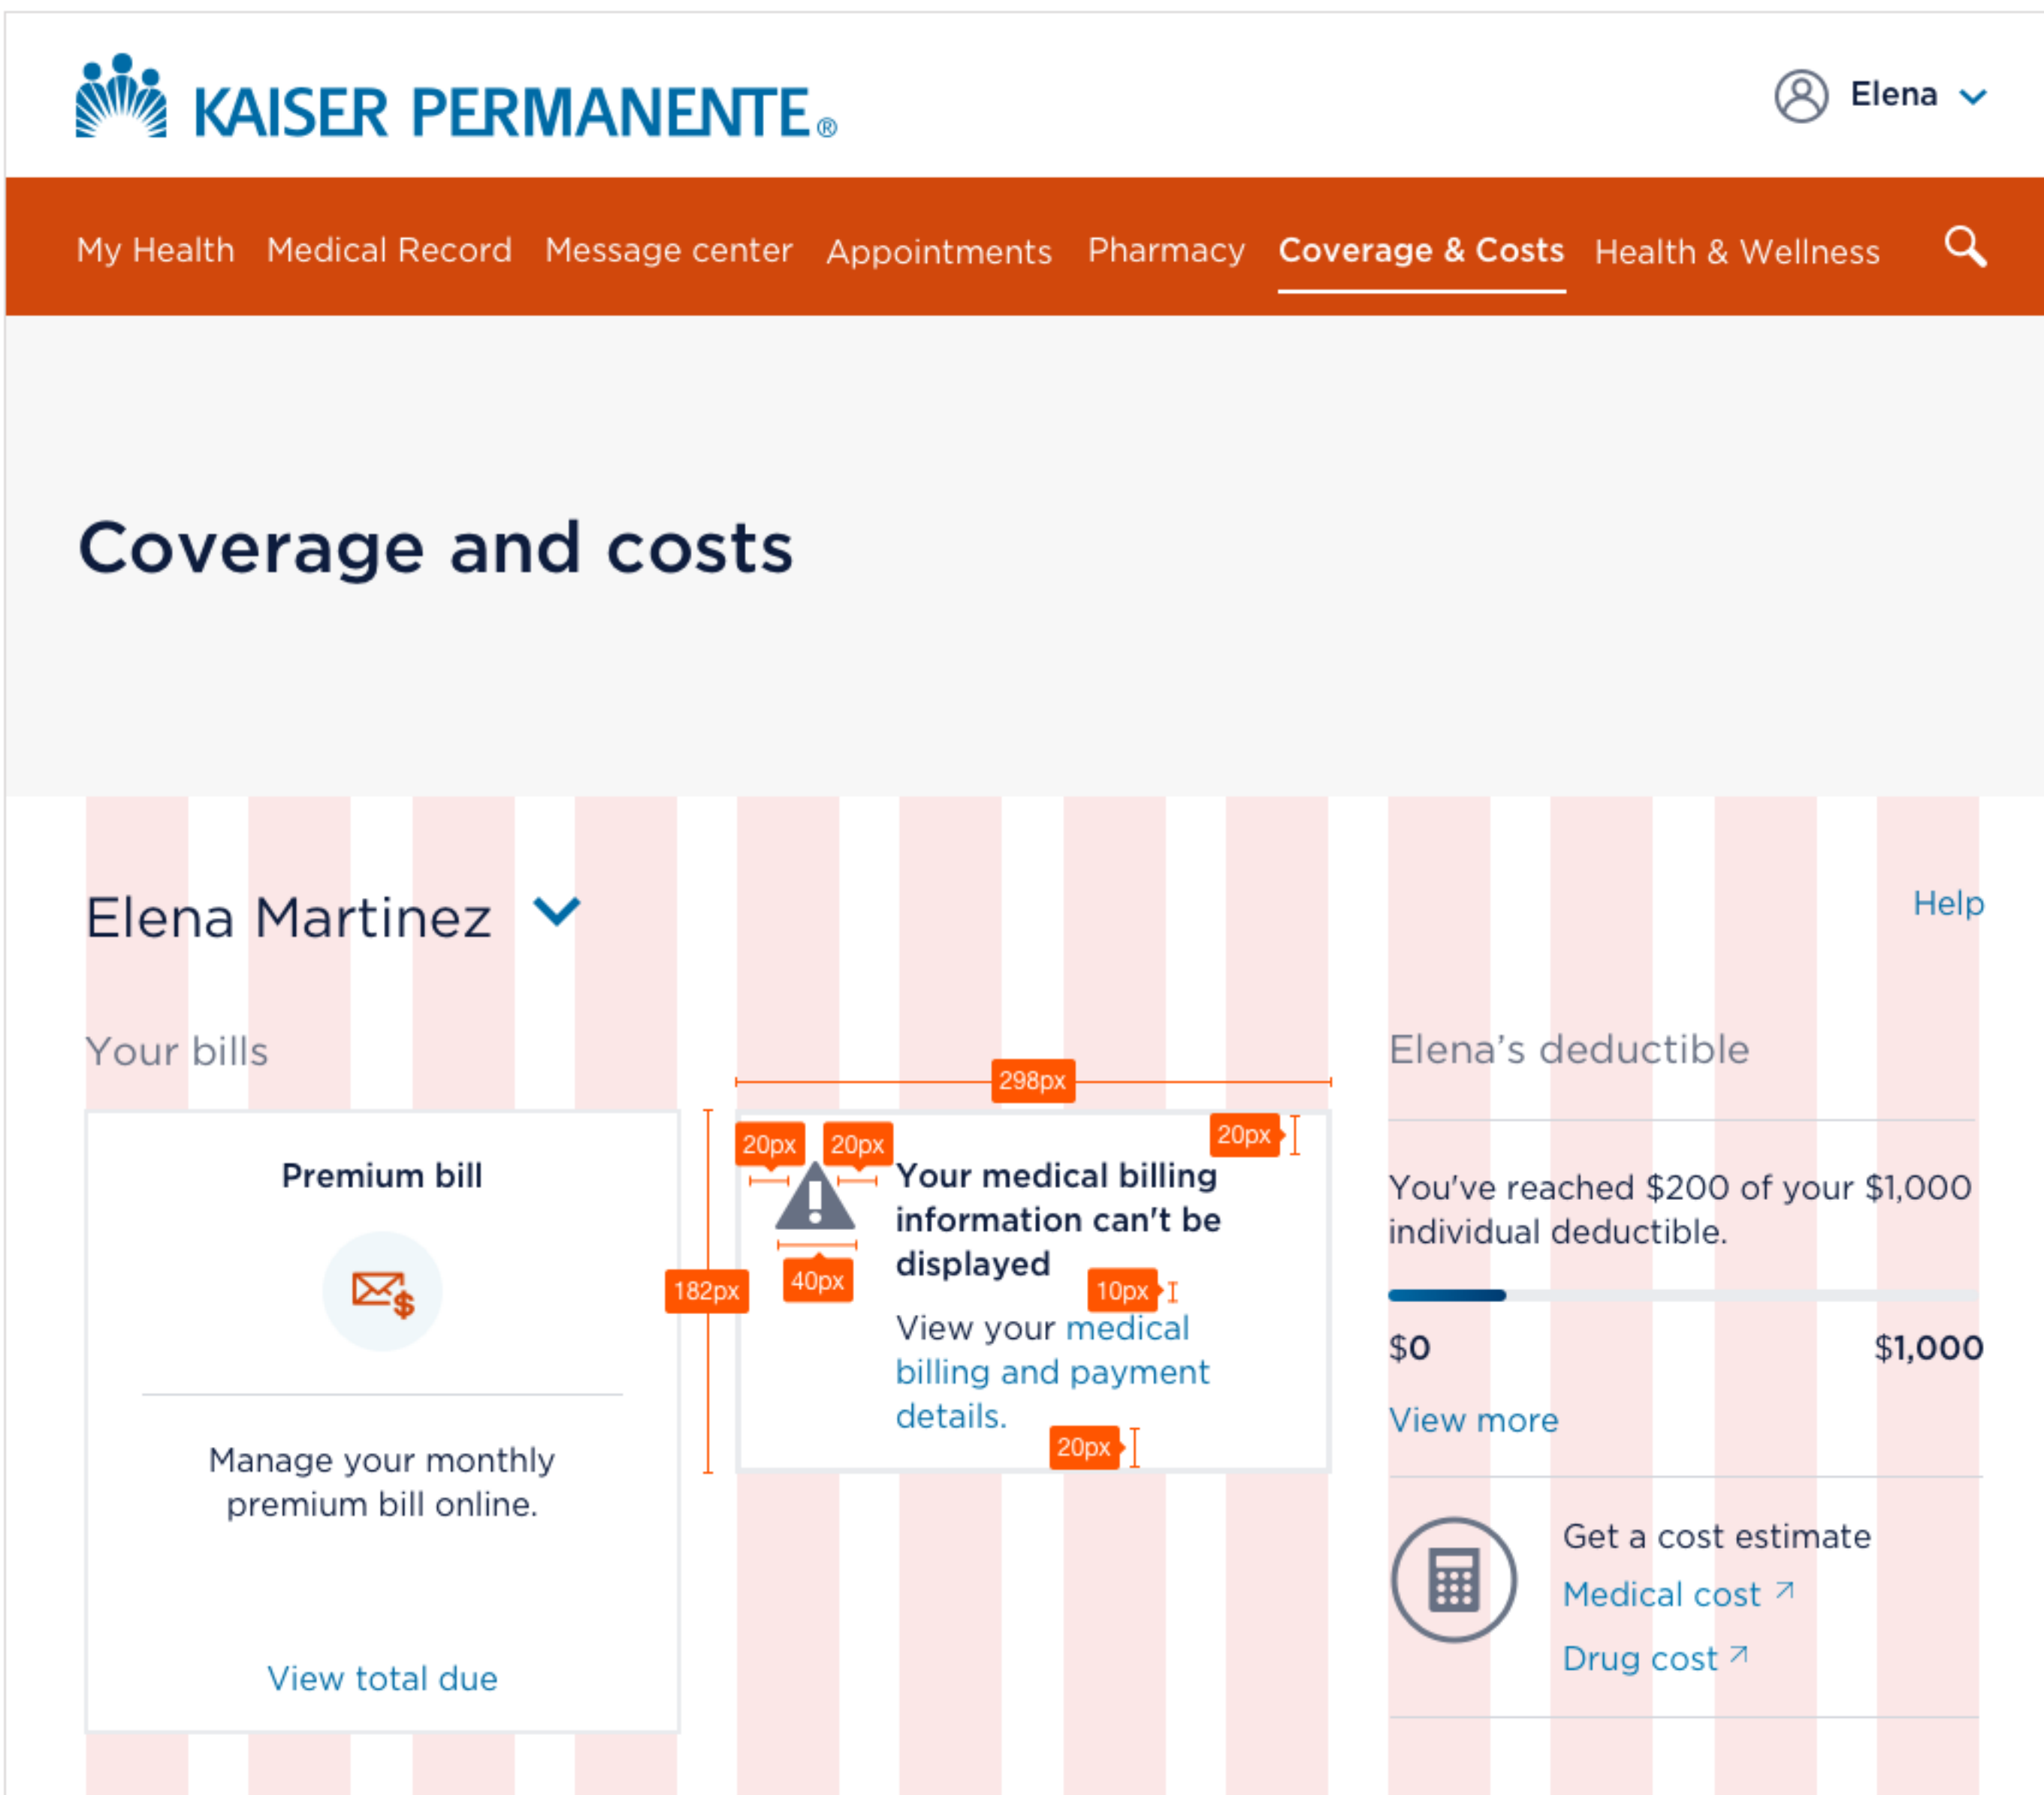 KAISER PERMANENTE®
Elena
My Health
Medical Record
Message center
Appointments
Pharmacy
Coverage & Costs
Health & Wellness
Coverage and costs
Elena Martinez
Help
Your bills
Premium bill
Manage your monthly
premium bill online.
View total due
298px
182px
20px
20px
20px
40px
Your medical billing
information can't be
displayed
10px
View your medical
billing and payment
details.
20px
Elena’s deductible
You've reached $200 of your $1,000
individual deductible.
$0
$1,000
View more
Get a cost estimate
Medical cost
Drug cost